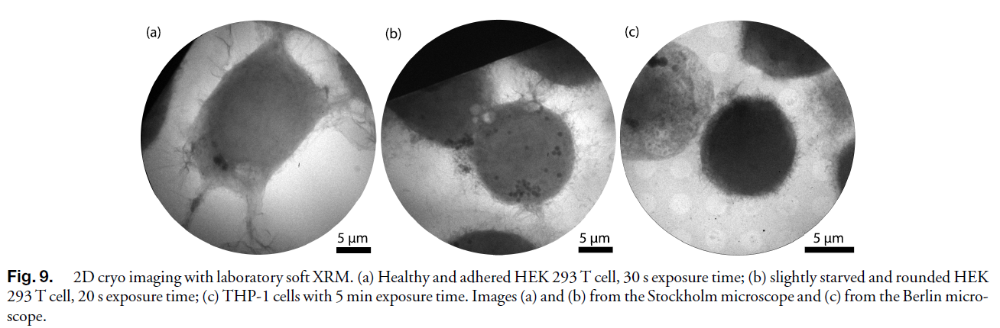 (a)
(b)
(c)
5 µm
5 µm
5 µm
Fig. 9. 2D cryo imaging with laboratory soft XRM. (a) Healthy and adhered HEK 293 T cell, 30 s exposure time; (b) slightly starved and rounded HEK
293 T cell, 20 s exposure time; (c) THP-1 cells with 5 min exposure time. Images (a) and (b) from the Stockholm microscope and (c) from the Berlin micro-
scope.